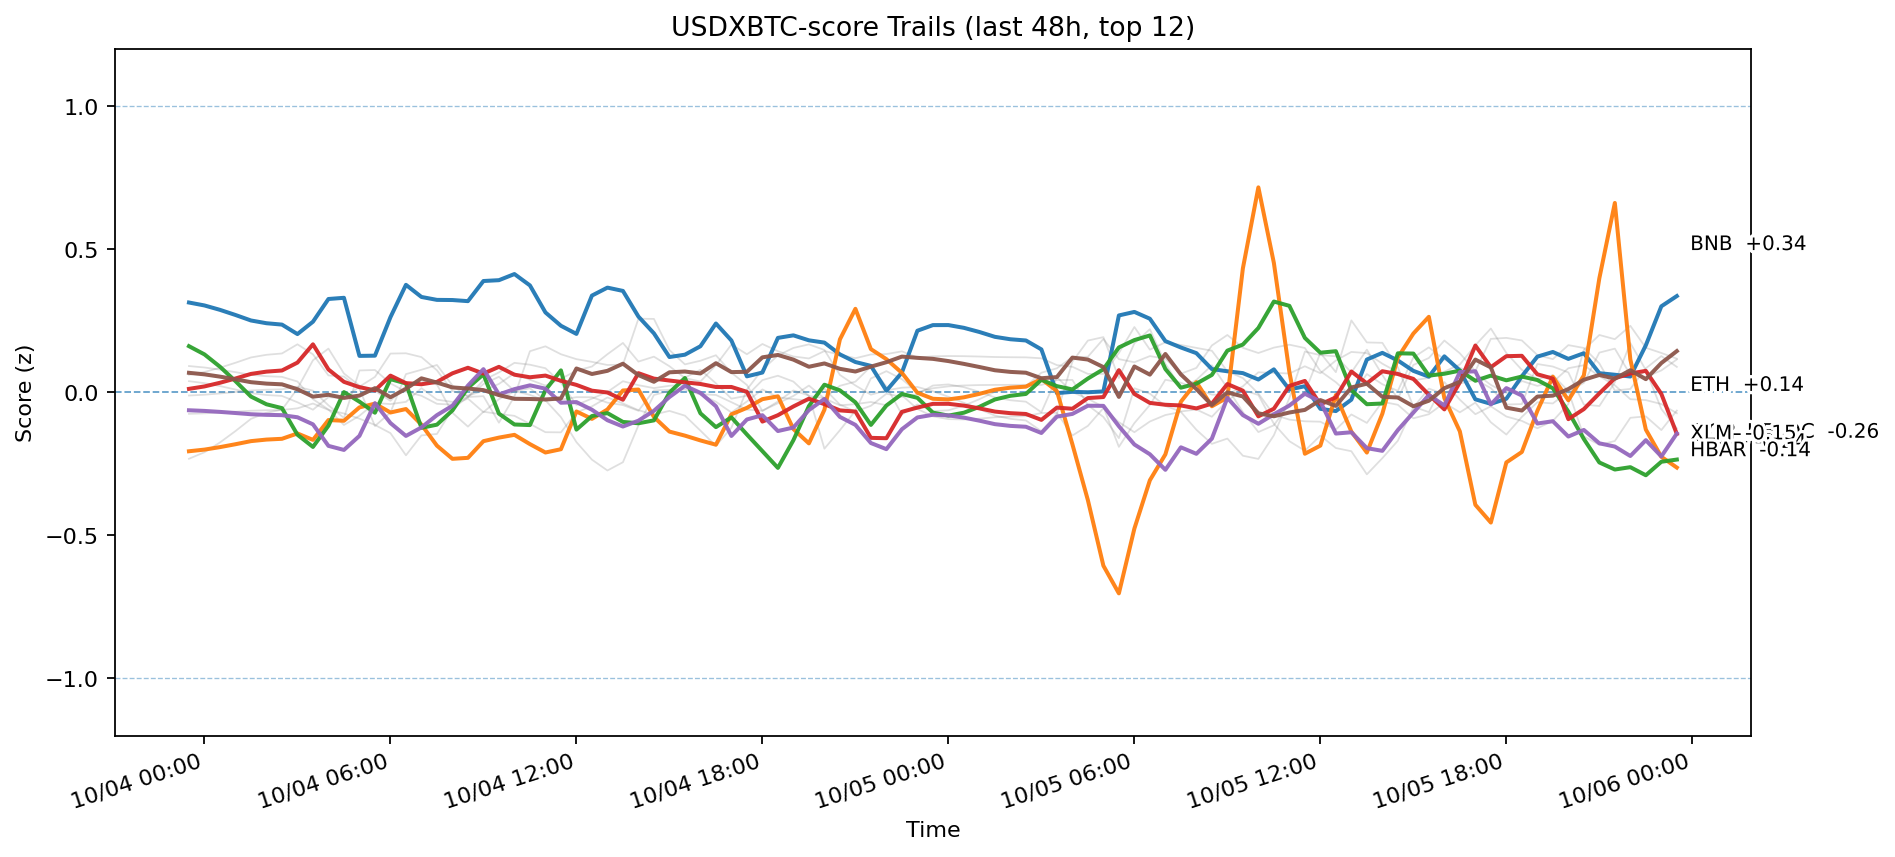 USDXBTC-score Trails (last 48h, top 12)
Score (z)
1.0
0.5
0.0
−0.5
−1.0
BNB +0.34
ETH +0.14
-0.26
HBAR -0.14
10/04 00:00
10/04 06:00
10/04 12:00
10/04 18:00
10/05 00:00
10/05 06:00
10/05 12:00
10/05 18:00
10/06 00:00
Time